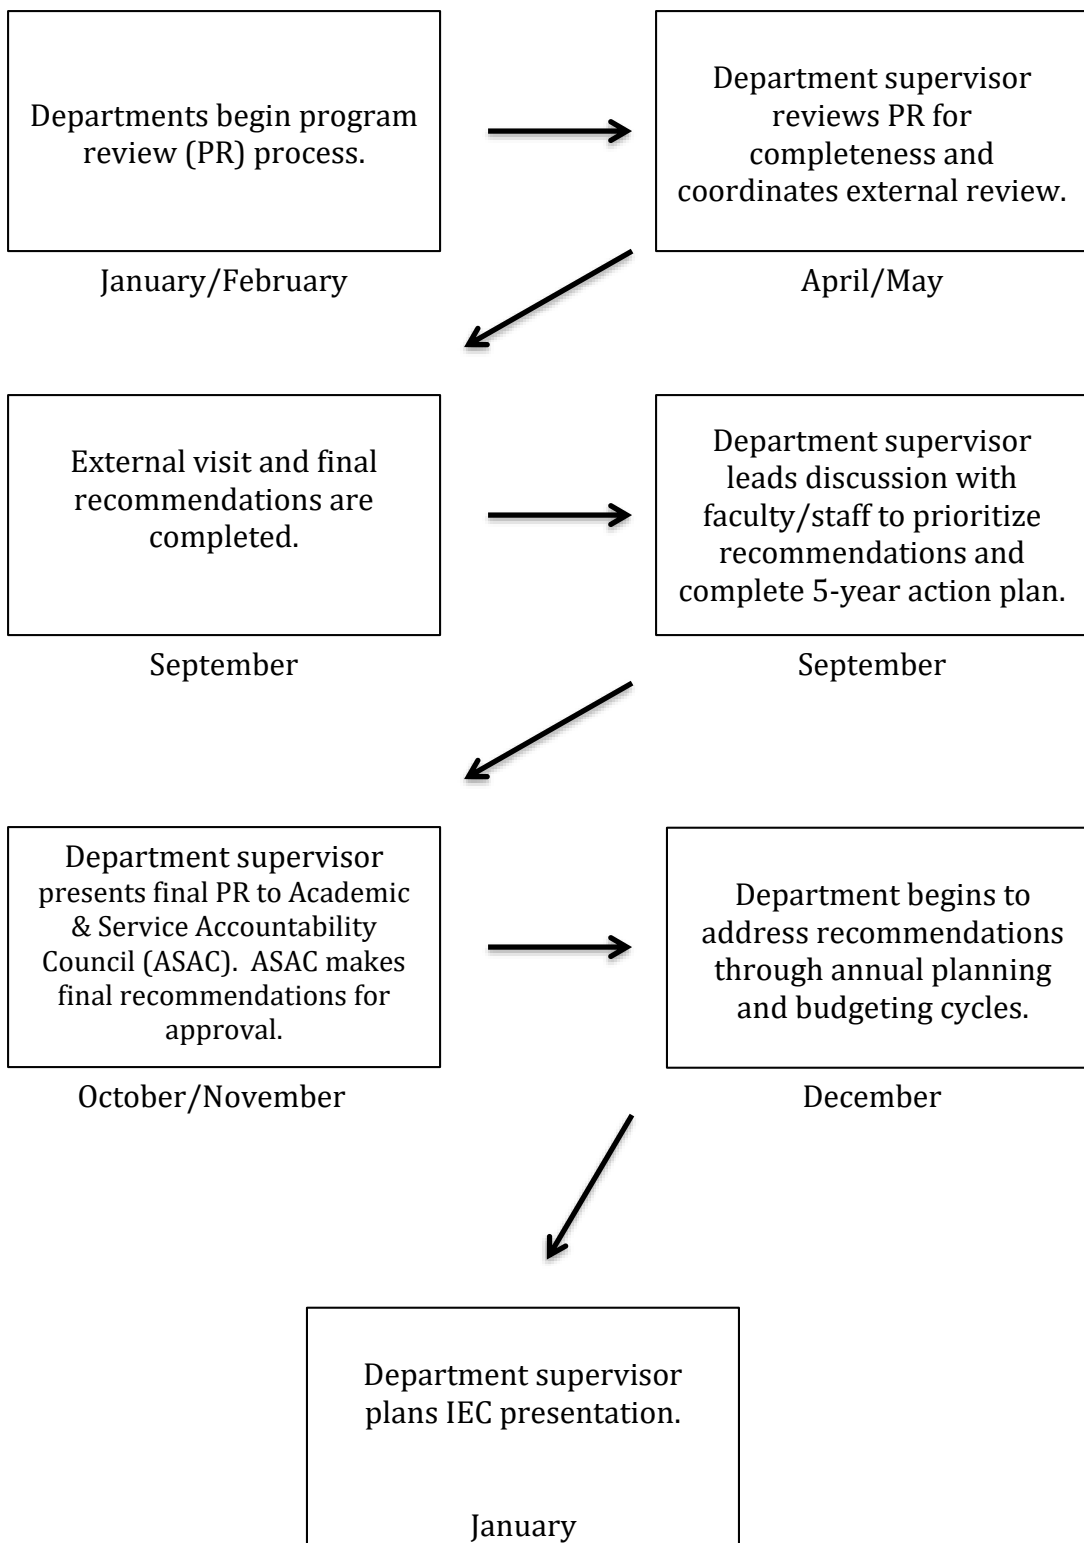 Departments begin program
review (PR) process.
January/February
Department supervisor
reviews PR for
completeness and
coordinates external review.
April/May
External visit and final
recommendations are
completed.
September
Department supervisor
leads discussion with
faculty/staff to prioritize
recommendations and
complete 5-year action plan.
September
Department supervisor
presents final PR to Academic
& Service Accountability
Council (ASAC).  ASAC makes
final recommendations for
approval.
October/November
Department begins to
address recommendations
through annual planning
and budgeting cycles.
December
Department supervisor
plans IEC presentation.
January